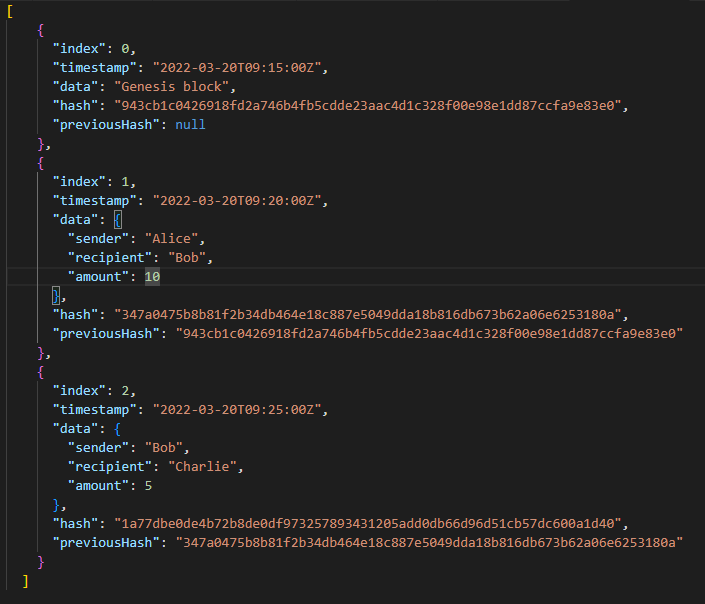 [
{
"index": 0,
"timestamp": "2022-03-20T09:15:00Z",
"data": "Genesis block",
"hash": "943cb1c0426918fd2a746b4fb5cdde23aac4d1c328f00e98e1dd87ccfa9e83e0",
"previousHash": null
},
{
"index": 1,
"timestamp": "2022-03-20T09:20:00Z",
"data": {
"sender": "Alice",
"recipient": "Bob",
"amount": 10
},
"hash": "347a0475b8b81f2b34db464e18c887e5049dda18b816db673b62a06e6253180a",
"previousHash": "943cb1c0426918fd2a746b4fb5cdde23aac4d1c328f00e98e1dd87ccfa9e83e0"
},
{
"index": 2,
"timestamp": "2022-03-20T09:25:00Z",
"data": {
"sender": "Bob",
"recipient": "Charlie",
"amount": 5
},
"hash": "1a77dbe0de4b72b8de0df973257893431205add0db66d96d51cb57dc600a1d40",
"previousHash": "347a0475b8b81f2b34db464e18c887e5049dda18b816db673b62a06e6253180a"
}
]